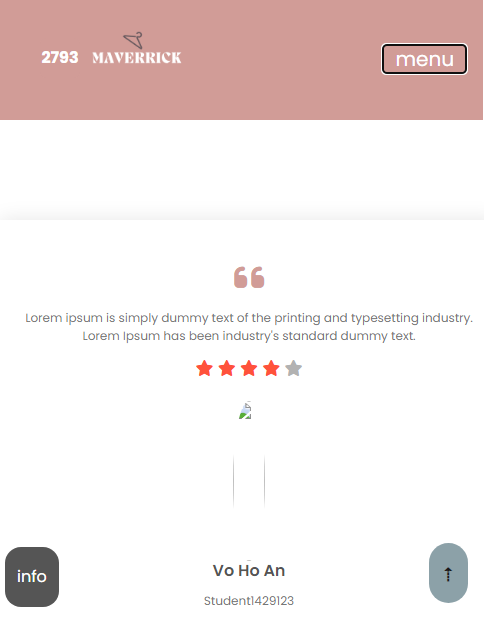 2793 MAVERRICK
menu
Lorem ipsum is simply dummy text of the printing and typesetting industry.
Lorem Ipsum has been industry's standard dummy text.
info
Vo Ho An
Student1429123